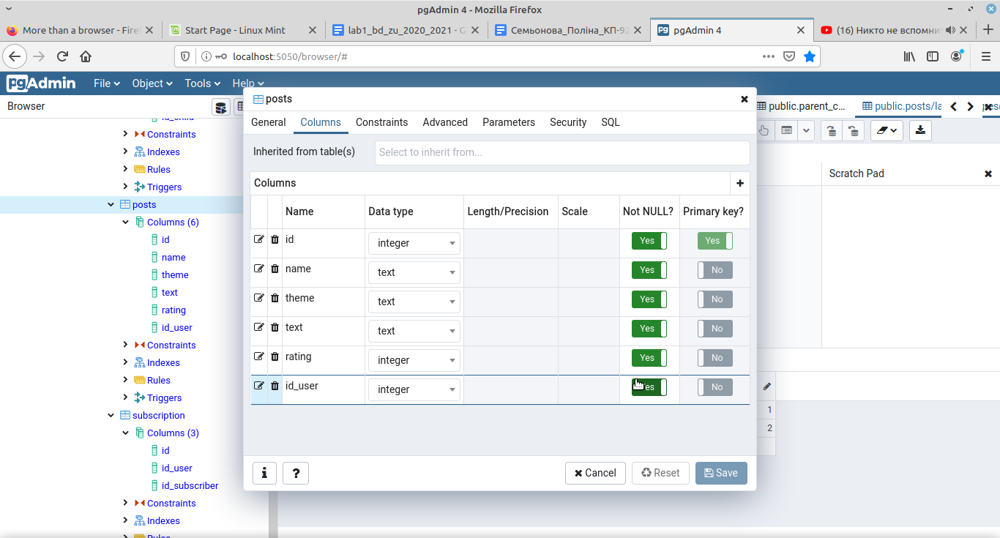 pgAdmin 4 - Mozilla Firefox
More than a browser - Fire
Start Page - Linux Mint
lab1_bd_zu_2020_2021 - G
Семьонова_Поліна_КП-92
Pg pgAdmin 4
(16) Никто не вспомни
localhost:5050/browser/#
pgAdmin File Object Tools Help
Browser
posts
public.parent_c...
public.posts/la
General Columns Constraints Advanced Parameters Security SQL
Inherited from table(s) Select to inherit from...
Scratch Pad
Columns
Name Data type Length/Precision Scale Not NULL? Primary key?
id integer Yes Yes
name text Yes No
theme text Yes No
text text Yes No
rating integer Yes No
id_user integer Yes No
1
2
i ? Cancel Reset Save
id_child
Constraints
Indexes
Rules
Triggers
posts
Columns (6)
id
name
theme
text
rating
id_user
Constraints
Indexes
Rules
Triggers
subscription
Columns (3)
id
id_user
id_subscriber
Constraints
Indexes
Rules